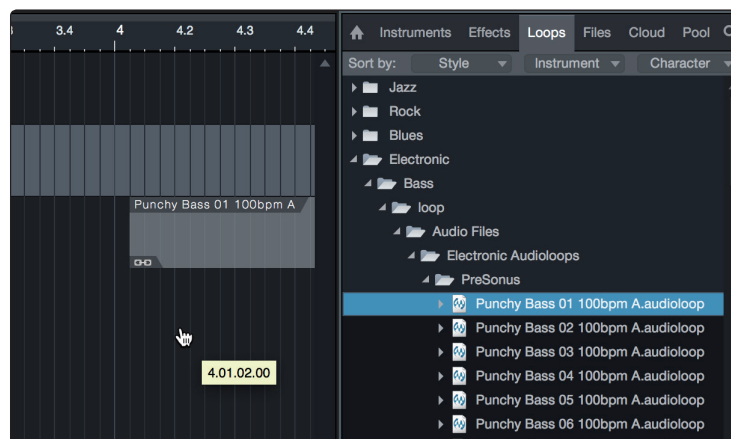 3.4 4 4.2 4.3 4.4
Punchy Bass 01 100bpm A
4.01.02.00
Instruments Effects Loops Files Cloud Pool
Sort by: Style Instrument Character
Jazz
Rock
Blues
Electronic
Bass
loop
Audio Files
Electronic Audioloops
PreSonus
Punchy Bass 01 100bpm A.audioloop
Punchy Bass 02 100bpm A.audioloop
Punchy Bass 03 100bpm A.audioloop
Punchy Bass 04 100bpm A.audioloop
Punchy Bass 05 100bpm A.audioloop
Punchy Bass 06 100bpm A.audioloop